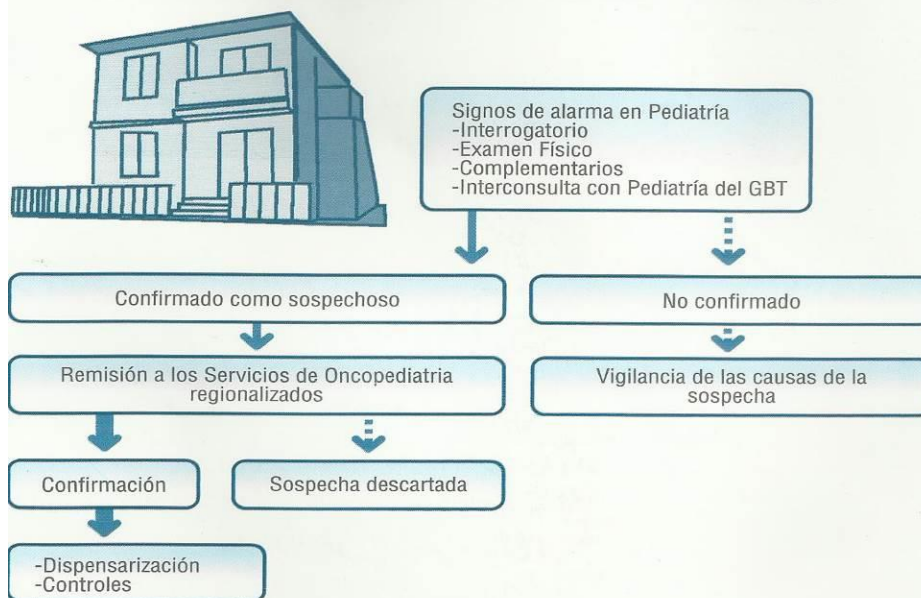 Signos de alarma en Pediatría
-Interrogatorio
-Examen Físico
-Complementarios
-Interconsulta con Pediatría del GBT
Confirmado como sospechoso
No confirmado
Remisión a los Servicios de Oncopediatria
regionalizados
Vigilancia de las causas de la
sospecha
Confirmación
Sospecha descartada
-Dispensarización
-Controles